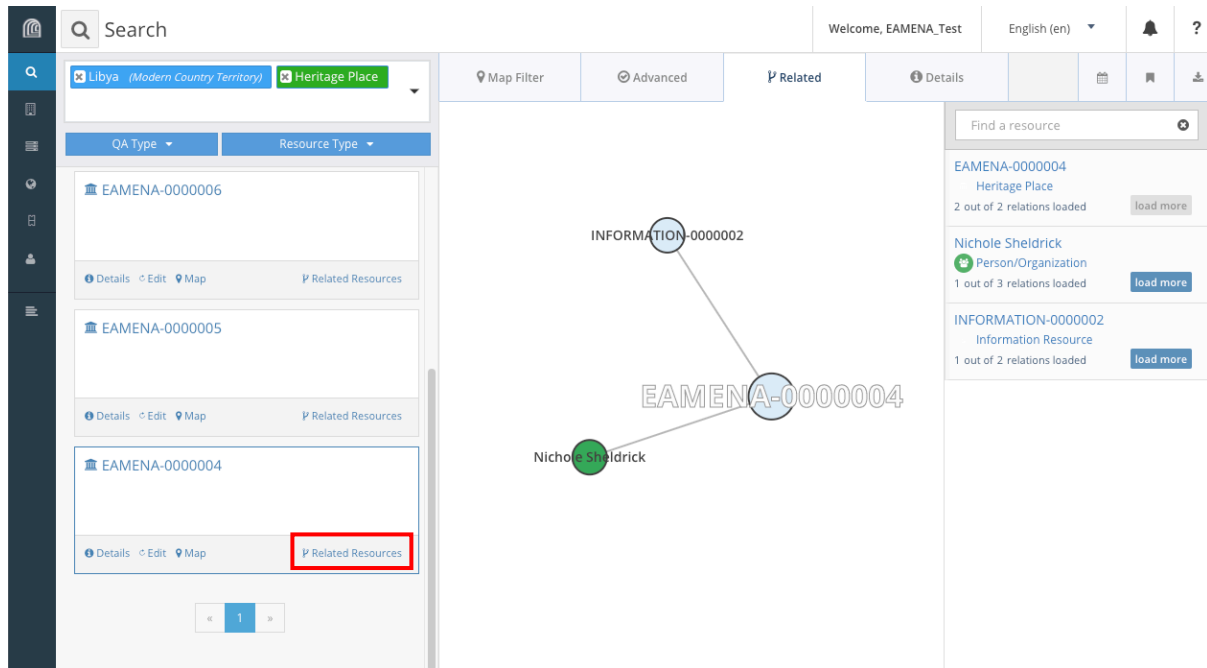 Search
Welcome, EAMENA_Test
English (en)
?
Libya (Modern Country Territory)
Heritage Place
QA Type
Resource Type
EAMENA-0000006
Details Edit Map Related Resources
EAMENA-0000005
Details Edit Map Related Resources
EAMENA-0000004
Details Edit Map Related Resources
« 1 »
Map Filter
Advanced
Related
Details
INFORMATION-0000002
EAMENA-0000004
Nichole Sheldrick
Find a resource
EAMENA-0000004
Heritage Place
2 out of 2 relations loaded load more
Nichole Sheldrick
Person/Organization
1 out of 3 relations loaded load more
INFORMATION-0000002
Information Resource
1 out of 2 relations loaded load more